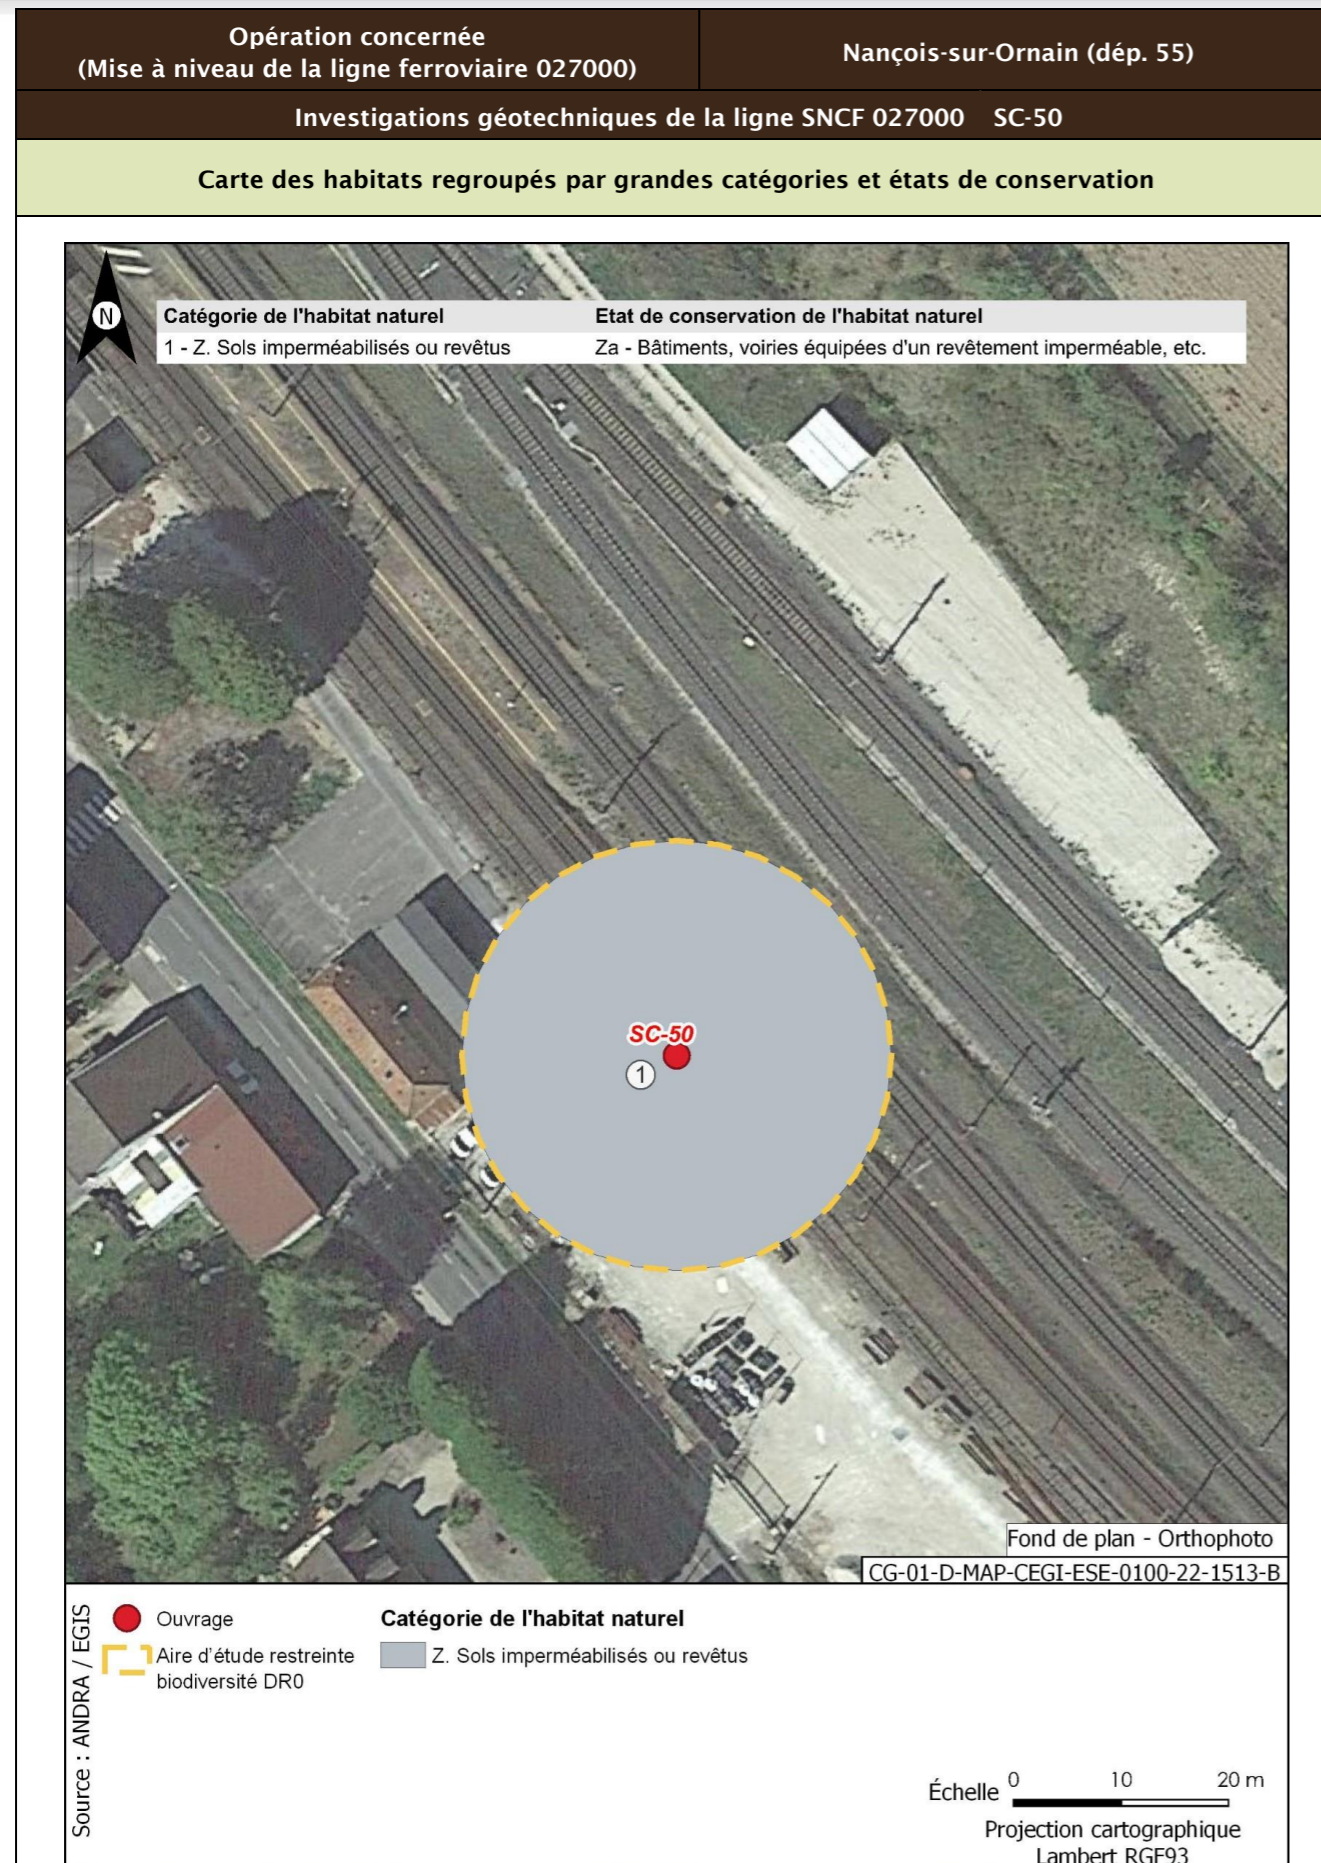 Opération concernée
(Mise à niveau de la ligne ferroviaire 027000)
Nançois-sur-Ornain (dép. 55)
Investigations géotechniques de la ligne SNCF 027000 SC-50
Carte des habitats regroupés par grandes catégories et états de conservation
N
Catégorie de l'habitat naturel Etat de conservation de l'habitat naturel
1 - Z. Sols imperméabilisés ou revêtus Za - Bâtiments, voiries équipées d'un revêtement imperméable, etc.
SC-50
1
Fond de plan - Orthophoto
CG-01-D-MAP-CEGI-ESE-0100-22-1513-B
Source : ANDRA / EGIS
Ouvrage
Aire d'étude restreinte
biodiversité DR0
Catégorie de l'habitat naturel
Z. Sols imperméabilisés ou revêtus
Échelle 0 10 20 m
Projection cartographique
Lambert RGF93